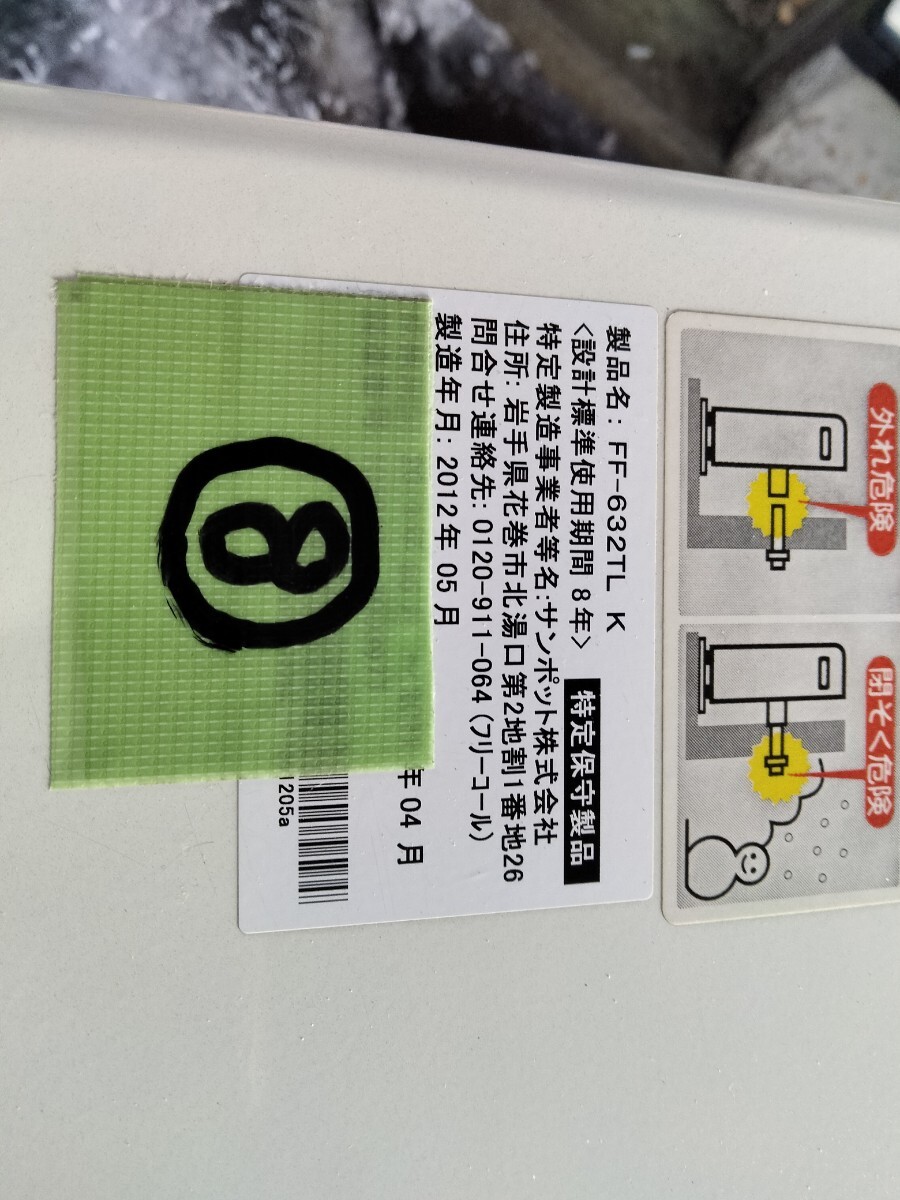 外れ危険
閉そく危険
製品名: FF-632TL K
<設計標準使用期間 8年>
特定保守製品
特定製造事業者等名:サンポット株式会社
住所: 岩手県花巻市北湯口第2地割1番地26
問合せ連絡先: 0120-911-064 (フリーコール)
製造年月: 2012年 05月
年 04 月
1205a
8